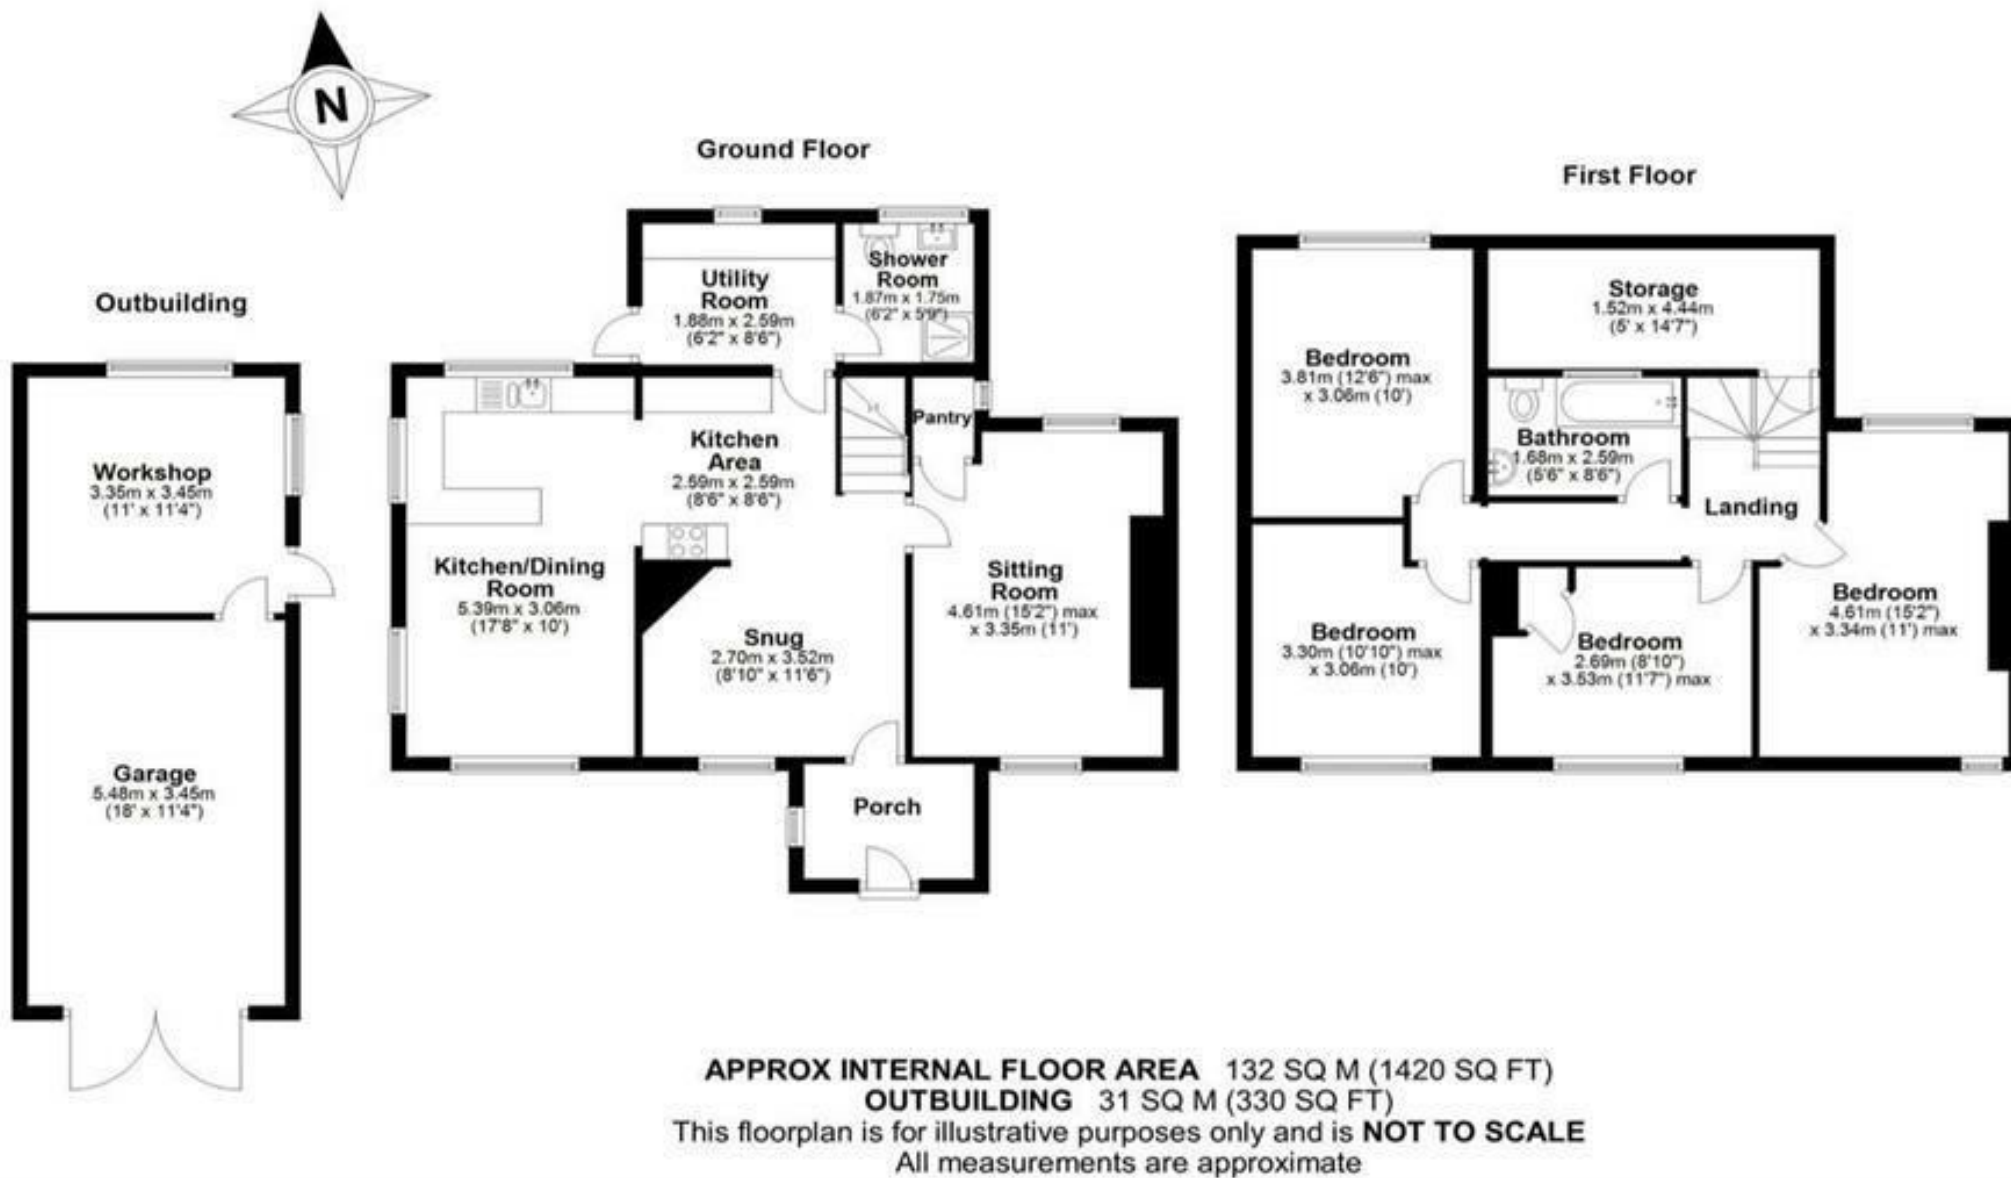 N
Ground Floor
First Floor
Outbuilding
Workshop
3.35m x 3.45m
(11' x 11'4")
Garage
5.48m x 3.45m
(18' x 11'4")
Utility
Room
1.88m x 2.59m
(6'2" x 8'6")
Shower
Room
1.87m x 1.75m
(6'2" x 5'9")
Kitchen
Area
2.59m x 2.59m
(8'6" x 8'6")
Pantry
Kitchen/Dining
Room
5.39m x 3.06m
(17'8" x 10')
Snug
2.70m x 3.52m
(8'10" x 11'6")
Sitting
Room
4.61m (15'2") max
x 3.35m (11')
Porch
Bedroom
3.81m (12'6") max
x 3.06m (10')
Storage
1.52m x 4.44m
(5' x 14'7")
Bathroom
1.68m x 2.59m
(5'6" x 8'6")
Landing
Bedroom
3.30m (10'10") max
x 3.06m (10')
Bedroom
2.69m (8'10")
x 3.53m (11'7") max
Bedroom
4.61m (15'2")
x 3.34m (11') max
APPROX INTERNAL FLOOR AREA 132 SQ M (1420 SQ FT)
OUTBUILDING 31 SQ M (330 SQ FT)
This floorplan is for illustrative purposes only and is NOT TO SCALE
All measurements are approximate